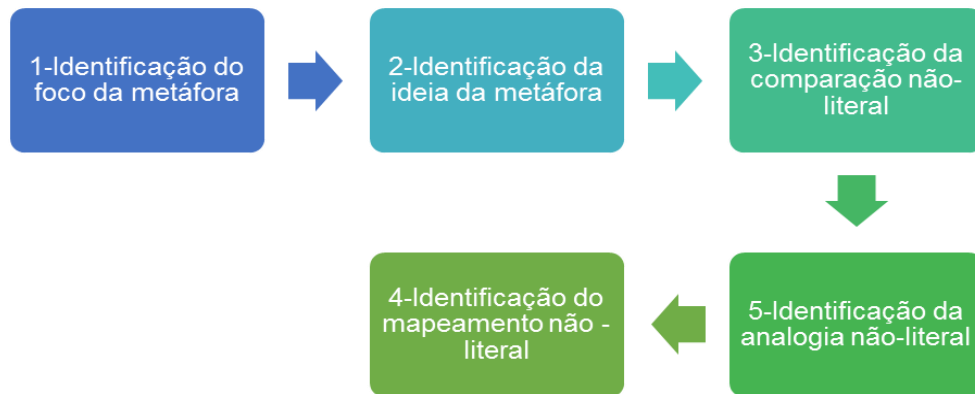 1-Identificação do
foco da metáfora
2-Identificação da
ideia da metáfora
3-Identificação da
comparação não-
literal
4-Identificação do
mapeamento não -
literal
5-Identificação da
analogia não-literal